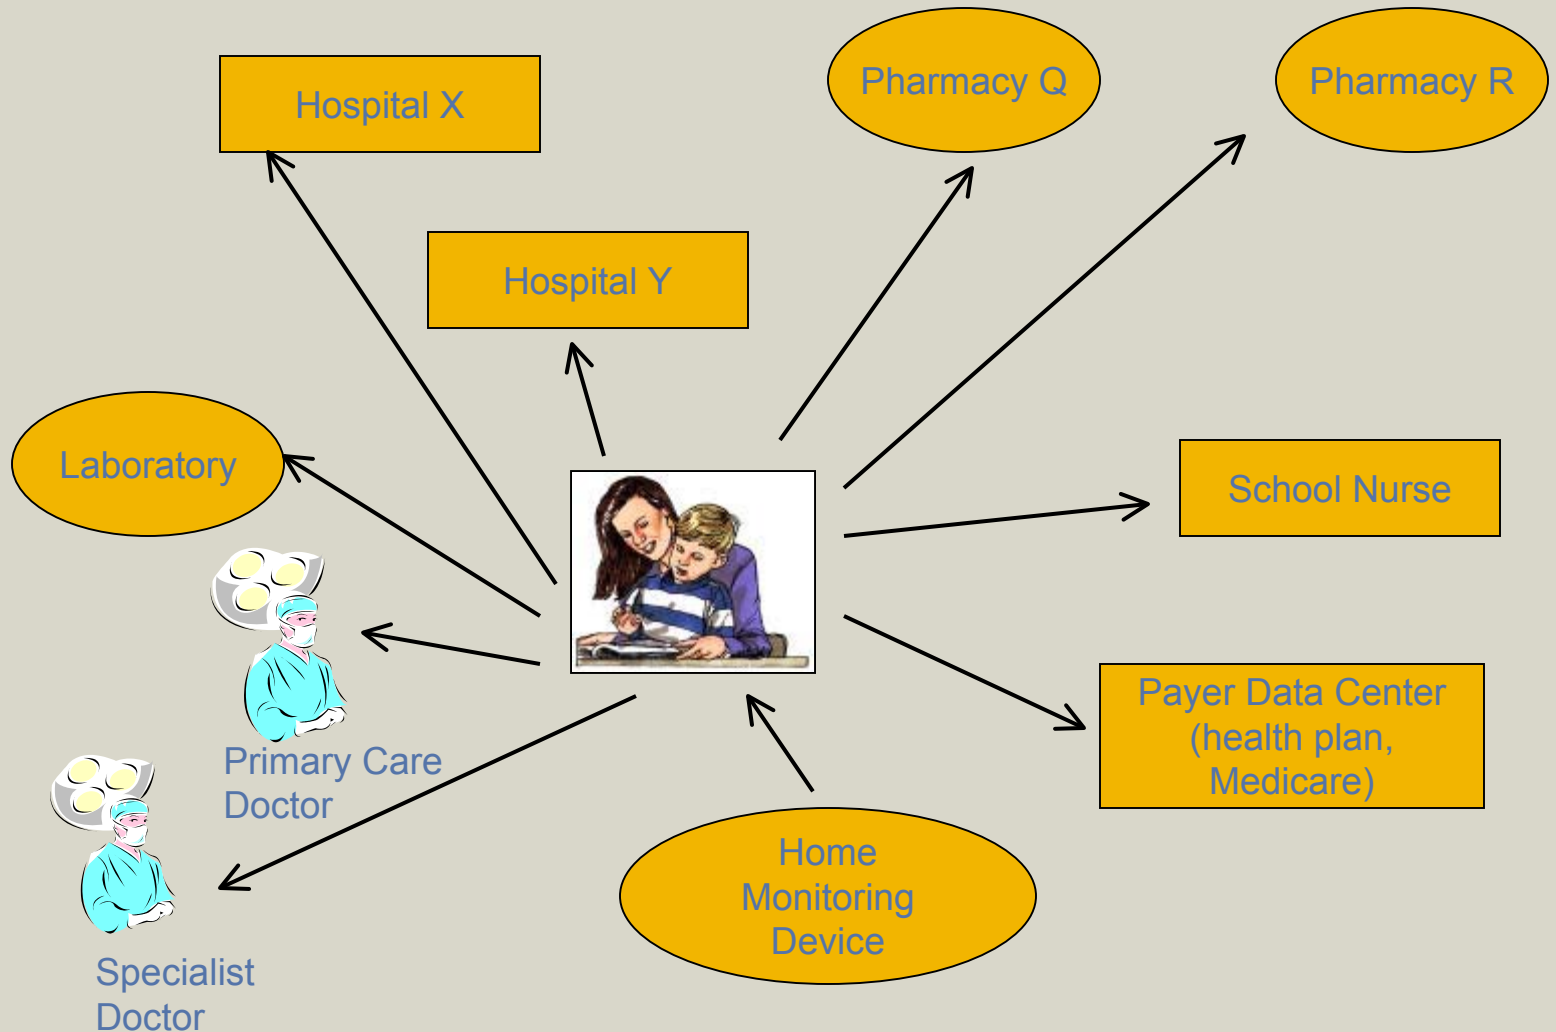 Pharmacy Q
Pharmacy R
Hospital X
Hospital Y
Laboratory
School Nurse
Payer Data Center
(health plan,
Medicare)
Primary Care
Doctor
Home
Monitoring
Device
Specialist
Doctor